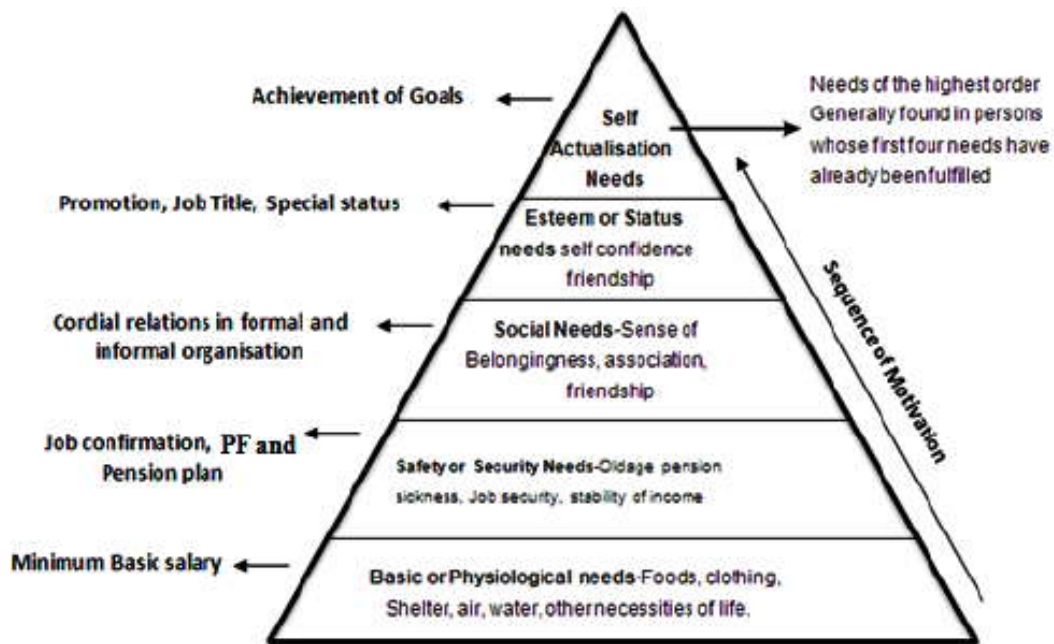 Achievement of Goals
Self
Actualisation
Needs
Needs of the highest order
Generally found in persons
whose first four needs have
already been fulfilled
Promotion, Job Title, Special status
Esteem or Status
needs self confidence
friendship
Sequence of Motivation
Cordial relations in formal and
informal organisation
Social Needs-Sense of
Belongingness, association,
friendship
Job confirmation, PF and
Pension plan
Safety or Security Needs-Oldage pension
sickness, Job security, stability of income
Minimum Basic salary
Basic or Physiological needs-Foods, clothing,
Shelter, air, water, other necessities of life.